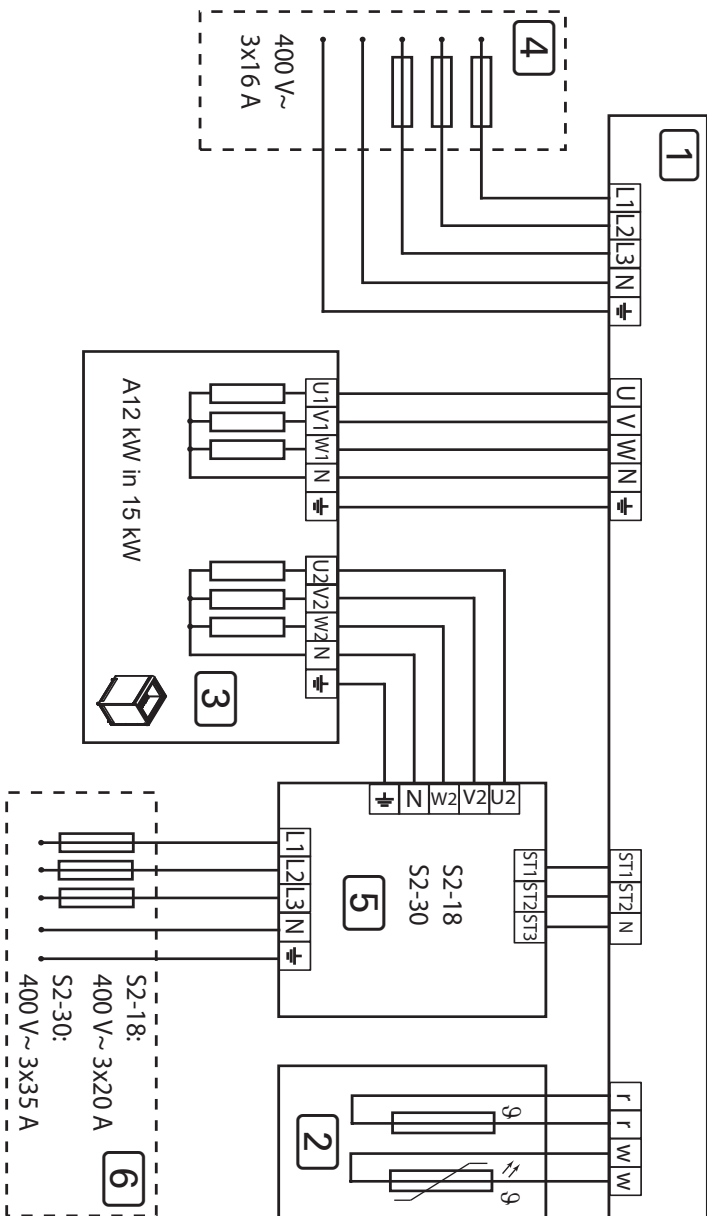 1
L1 L2 L3 N ⏚
U V W N ⏚
ST1 ST2 N
r r w w
4
400 V~
3x16 A
U1 V1 W1 N ⏚
U2 V2 W2 N ⏚
A12 kW in 15 kW
3
ST1 ST2 ST3
⏚ N W2 V2 U2
S2-18
S2-30
5
L1 L2 L3 N ⏚
ϑ
ϑ
2
S2-18:
400 V~ 3x20 A
S2-30:
400 V~ 3x35 A
6